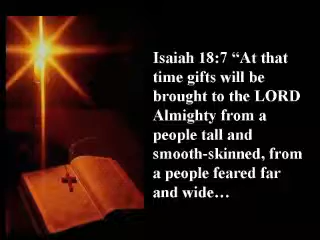 Isaiah 18:7 “At that
time gifts will be
brought to the LORD
Almighty from a
people tall and
smooth-skinned, from
a people feared far
and wide…